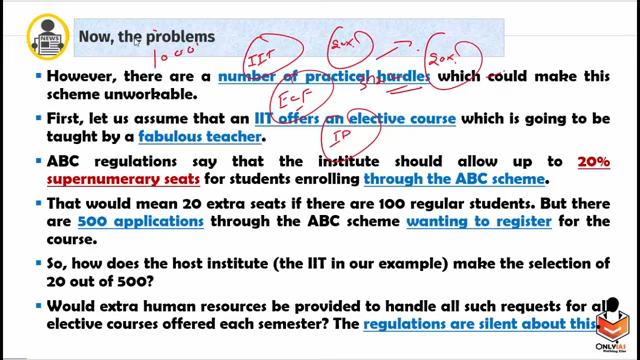 NEWS
Now, the problems
1000
IIT
20%
20%
However, there are a number of practical hurdles which could make this
scheme unworkable.
E&F
First, let us assume that an IIT offers an elective course which is going to be
taught by a fabulous teacher.
ABC regulations say that the institute should allow up to 20%
supernumerary seats for students enrolling through the ABC scheme.
That would mean 20 extra seats if there are 100 regular students. But there
are 500 applications through the ABC scheme wanting to register for the
course.
So, how does the host institute (the IIT in our example) make the selection of
20 out of 500?
Would extra human resources be provided to handle all such requests for all
elective courses offered each semester? The regulations are silent about this.
ONLYIAS